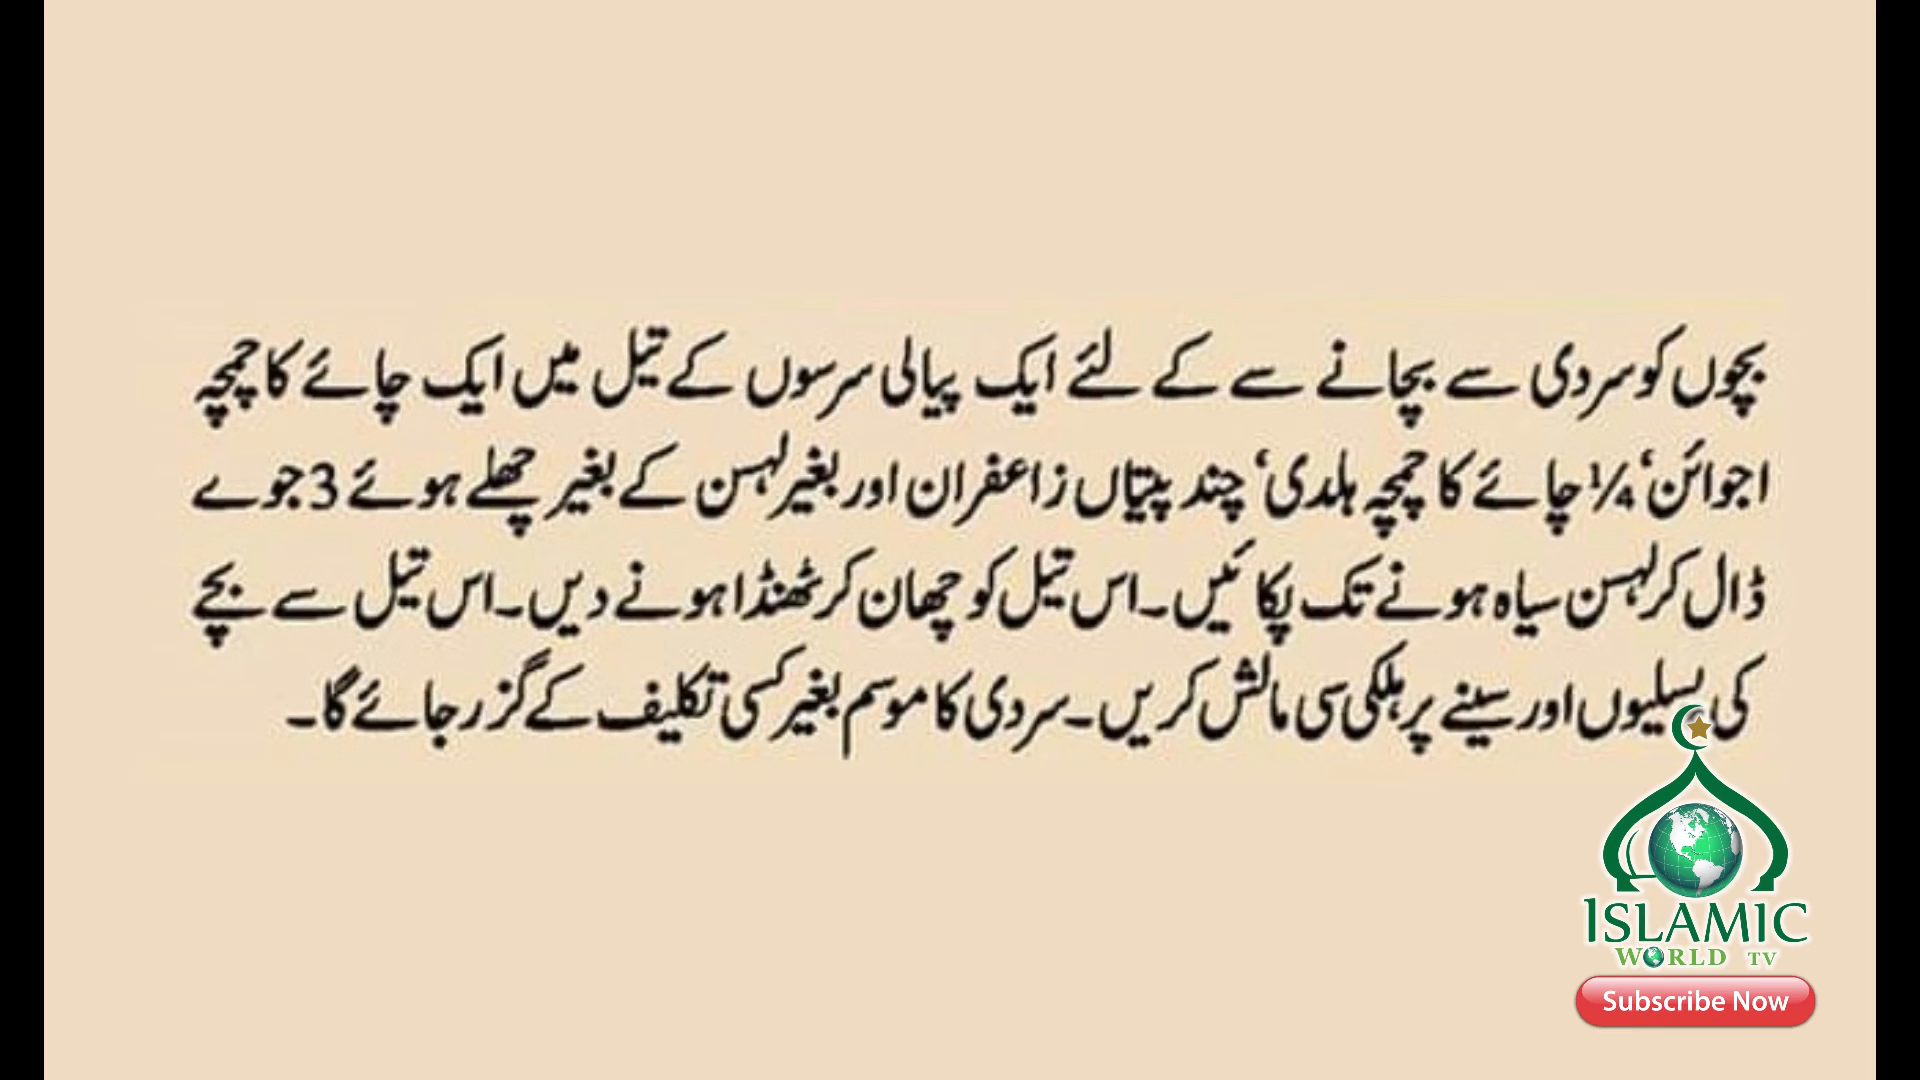 بچوں کو سردی سے بچانے سے کے لئے ایک پیالی سرسوں کے تیل میں ایک چائے کا چمچہ
اجوائن، ¼ چائے کا چمچہ ہلدی، چند پیتاں زاعفران اور بغیر لہسن کے بغیر چھلے ہوئے 3 جوے
ڈال کر لہسن سیاہ ہونے تک پکائیں۔ اس تیل کو چھان کر ٹھنڈا ہونے دیں۔ اس تیل سے بچے
کی پسلیوں اور سینے پر ہلکی سی مالش کریں۔ سردی کا موسم بغیر کسی تکلیف کے گزر جائے گا۔
ISLAMIC
WORLD TV
Subscribe Now